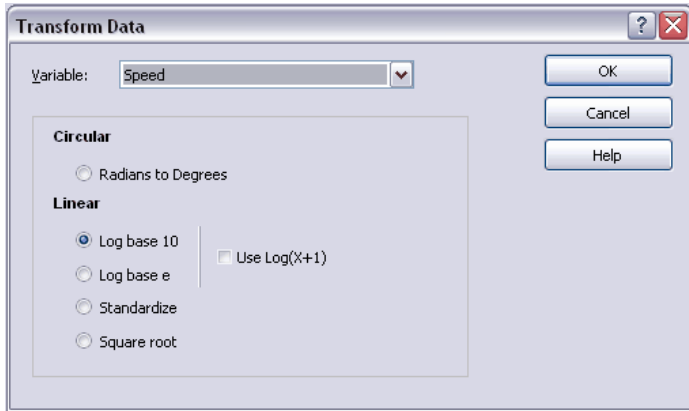 Transform Data
?
Variable: Speed
OK
Cancel
Help
Circular
Radians to Degrees
Linear
Log base 10
Use Log(X+1)
Log base e
Standardize
Square root